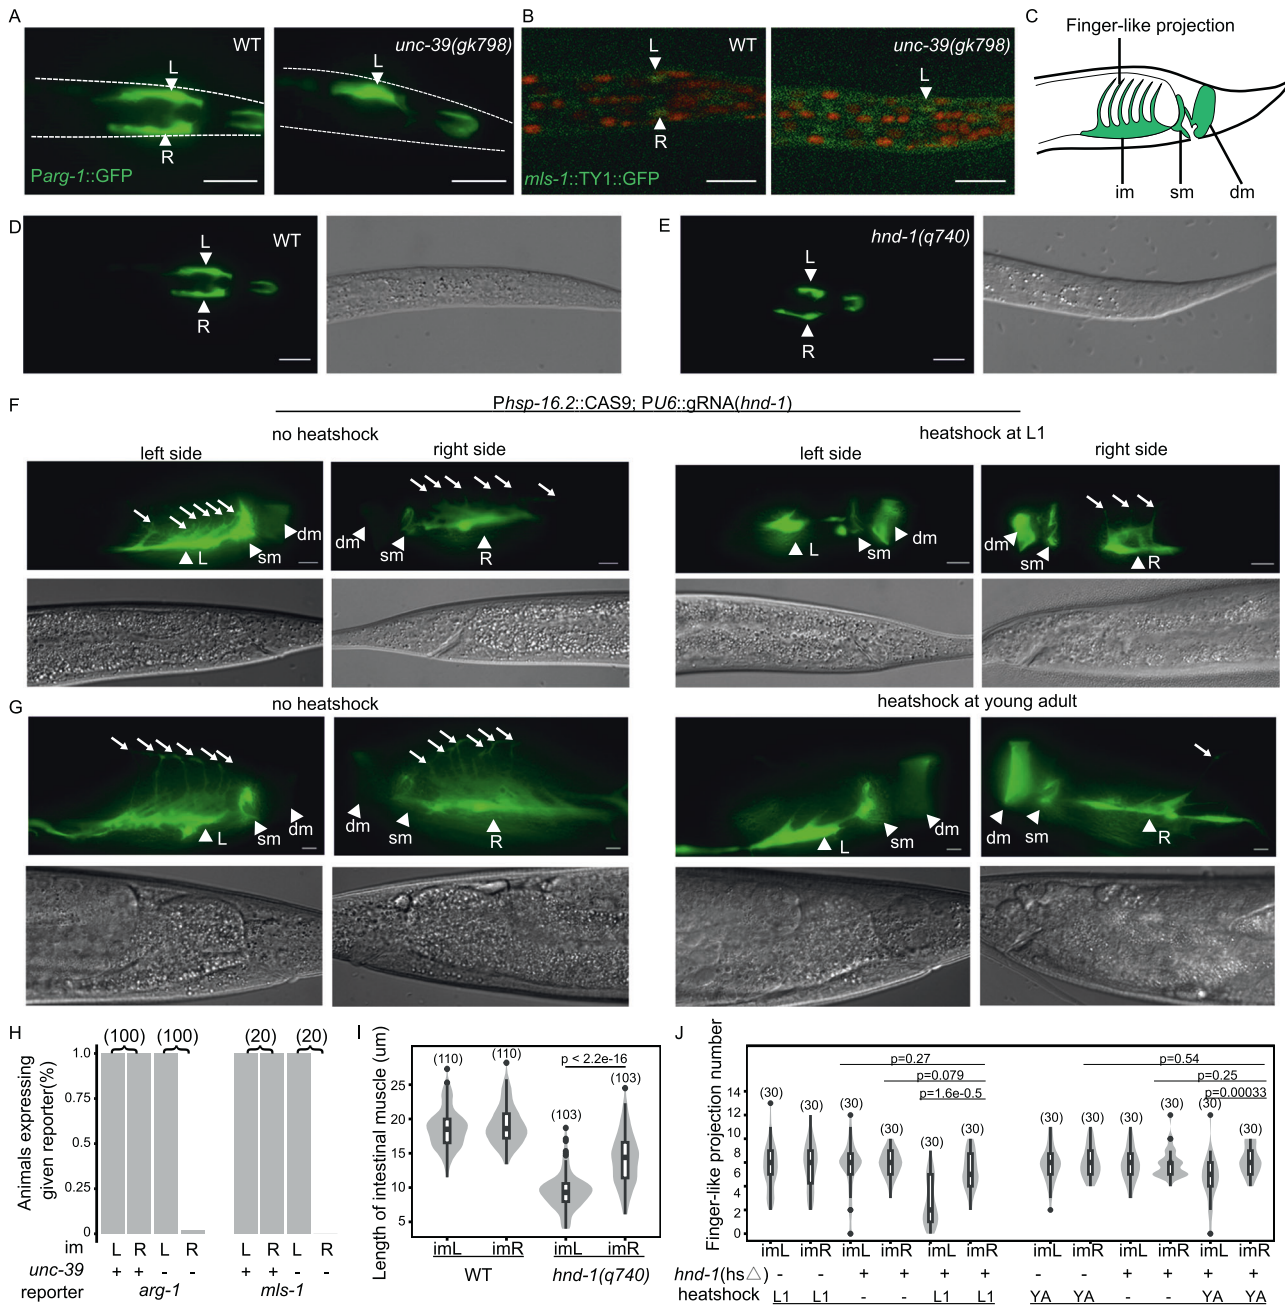 A
WT
L
R
Parg-1::GFP
unc-39(gk798)
L
B
WT
L
R
mls-1::TY1::GFP
unc-39(gk798)
L
C
Finger-like projection
im sm dm
D
L
WT
R
E
L
hnd-1(q740)
R
F
Phsp-16.2::CAS9; PU6::gRNA(hnd-1)
no heatshock
heatshock at L1
left side
right side
left side
right side
L sm dm
dm sm R
L sm dm
dm sm R
G
no heatshock
heatshock at young adult
L sm dm
dm sm R
L sm dm
dm sm R
H
Animals expressing
given reporter(%)
(100) (100) (20) (20)
1.0
0.75
0.5
0.25
0
im L R L R L R L R
unc-39 + + - - + + - -
reporter arg-1 mls-1
I
Length of intestinal muscle (um)
25
20
15
10
5
(110) (110) (103) (103)
p < 2.2e-16
imL imR imL imR
WT hnd-1(q740)
J
Finger-like projection number
14
12
10
8
6
4
2
0
p=0.27
p=0.079
p=1.6e-0.5
p=0.54
p=0.25
p=0.00033
(30) (30) (30) (30) (30) (30) (30) (30) (30) (30) (30) (30)
imL imR imL imR imL imR imL imR imL imR imL imR
hnd-1(hs△) - - + + + + - - + + + +
heatshock L1 L1 - - L1 L1 YA YA - - YA YA